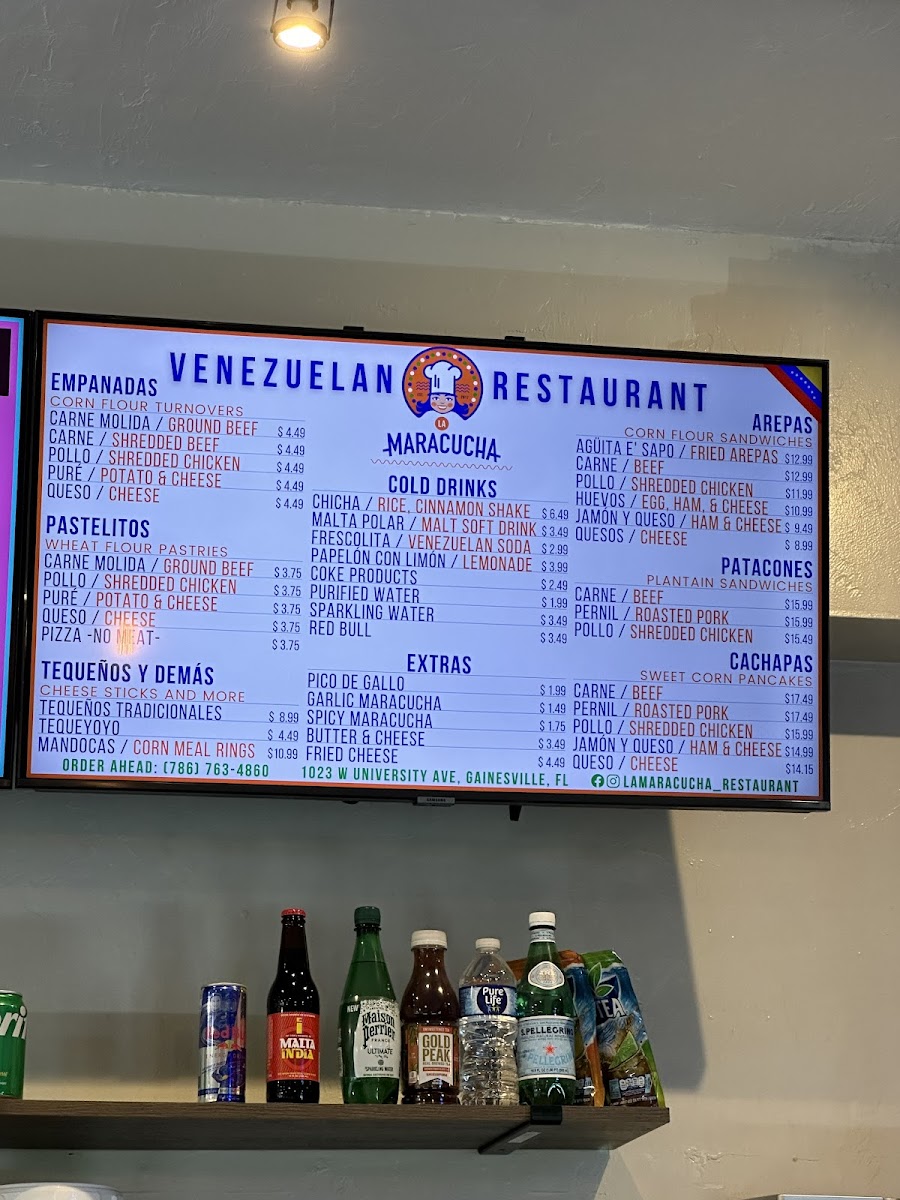 VENEZUELAN RESTAURANT
LA
MARACUCHA
EMPANADAS
CORN FLOUR TURNOVERS
CARNE MOLIDA / GROUND BEEF $ 4.49
CARNE / SHREDDED BEEF $ 4.49
POLLO / SHREDDED CHICKEN $ 4.49
PURÉ / POTATO & CHEESE $ 4.49
QUESO / CHEESE $ 4.49
PASTELITOS
WHEAT FLOUR PASTRIES
CARNE MOLIDA / GROUND BEEF $ 3.75
POLLO / SHREDDED CHICKEN $ 3.75
PURÉ / POTATO & CHEESE $ 3.75
QUESO / CHEESE $ 3.75
PIZZA -NO MEAT- $ 3.75
TEQUEÑOS Y DEMÁS
CHEESE STICKS AND MORE
TEQUEÑOS TRADICIONALES $ 8.99
TEQUEYOYO $ 4.49
MANDOCAS / CORN MEAL RINGS $10.99
COLD DRINKS
CHICHA / RICE, CINNAMON SHAKE $ 6.49
MALTA POLAR / MALT SOFT DRINK $ 3.49
FRESCOLITA / VENEZUELAN SODA $ 2.99
PAPELÓN CON LIMÓN / LEMONADE $ 3.99
COKE PRODUCTS $ 2.49
PURIFIED WATER $ 1.99
SPARKLING WATER $ 3.49
RED BULL $ 3.49
EXTRAS
PICO DE GALLO $ 1.99
GARLIC MARACUCHA $ 1.49
SPICY MARACUCHA $ 1.75
BUTTER & CHEESE $ 3.49
FRIED CHEESE $ 4.49
AREPAS
CORN FLOUR SANDWICHES
AGÜITA E' SAPO / FRIED AREPAS $12.99
CARNE / BEEF $12.99
POLLO / SHREDDED CHICKEN $11.99
HUEVOS / EGG, HAM, & CHEESE $10.99
JAMÓN Y QUESO / HAM & CHEESE $ 9.49
QUESOS / CHEESE $ 8.99
PATACONES
PLANTAIN SANDWICHES
CARNE / BEEF $15.99
PERNIL / ROASTED PORK $15.99
POLLO / SHREDDED CHICKEN $15.49
CACHAPAS
SWEET CORN PANCAKES
CARNE / BEEF $17.49
PERNIL / ROASTED PORK $17.49
POLLO / SHREDDED CHICKEN $15.99
JAMÓN Y QUESO / HAM & CHEESE $14.99
QUESO / CHEESE $14.15
ORDER AHEAD: (786) 763-4860 1023 W UNIVERSITY AVE, GAINESVILLE, FL LAMARACUCHA_RESTAURANT
SAMSUNG
MALTA
INDIA
NEW
Maison
Perrier
FRANCE
ULTIMATE
GOLD
PEAK
Pure
Life
S.PELLEGRINO
TEA